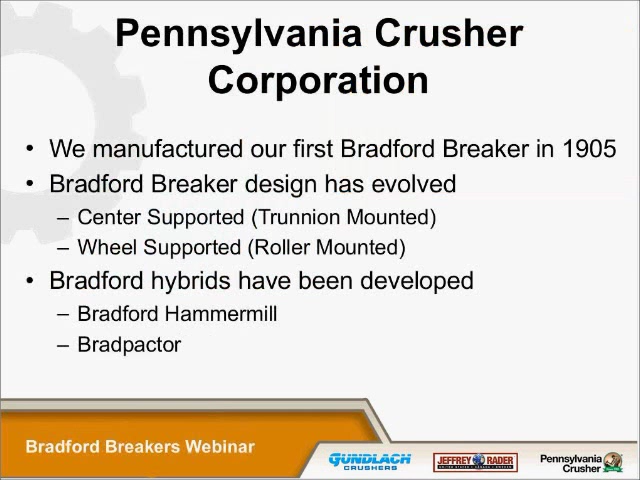 Pennsylvania Crusher
Corporation
• We manufactured our first Bradford Breaker in 1905
• Bradford Breaker design has evolved
– Center Supported (Trunnion Mounted)
– Wheel Supported (Roller Mounted)
• Bradford hybrids have been developed
– Bradford Hammermill
– Bradpactor
Bradford Breakers Webinar
GUNDLACH
CRUSHERS
JEFFREY RADER
Pennsylvania
Crusher